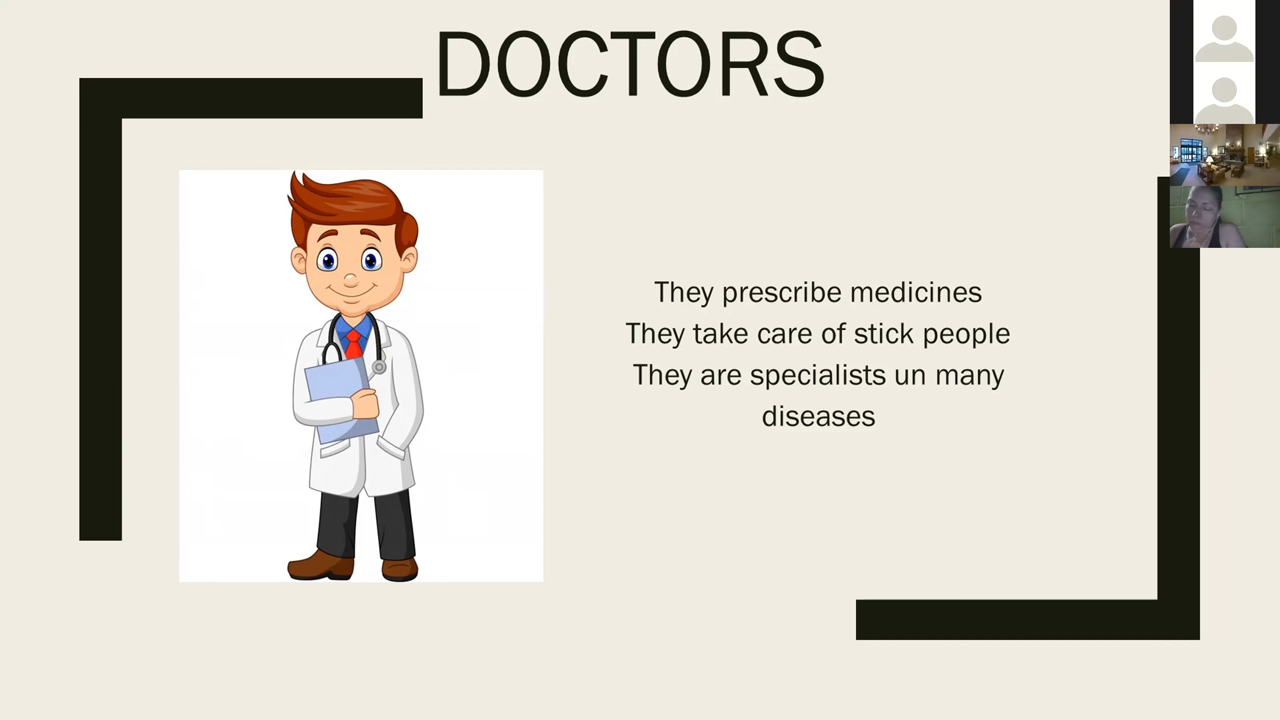 DOCTORS
They prescribe medicines
They take care of stick people
They are specialists un many
diseases